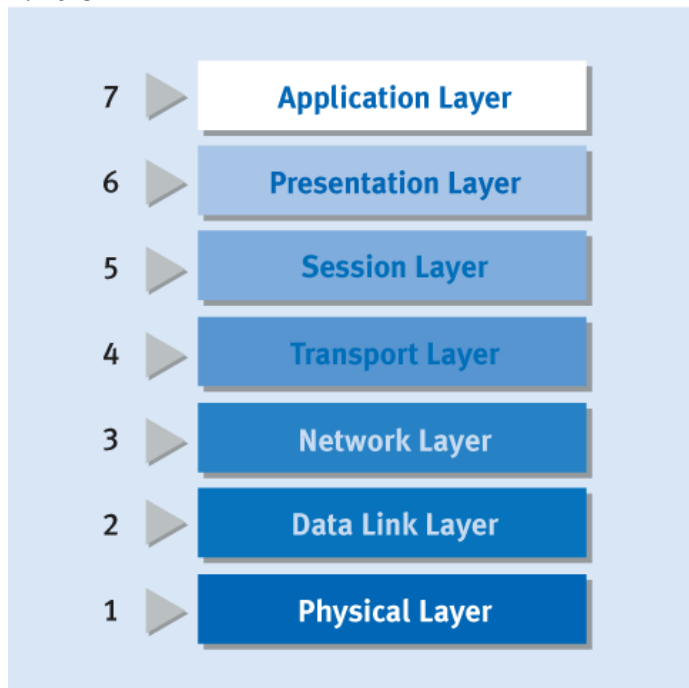 7 Application Layer
6 Presentation Layer
5 Session Layer
4 Transport Layer
3 Network Layer
2 Data Link Layer
1 Physical Layer